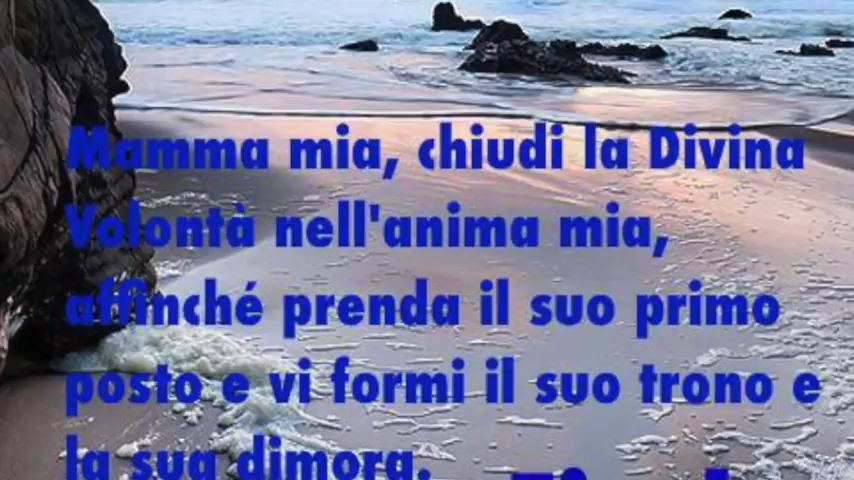 Mamma mia, chiudi la Divina
Volontà nell'anima mia,
affinché prenda il suo primo
posto e vi formi il suo trono e
la sua dimora.